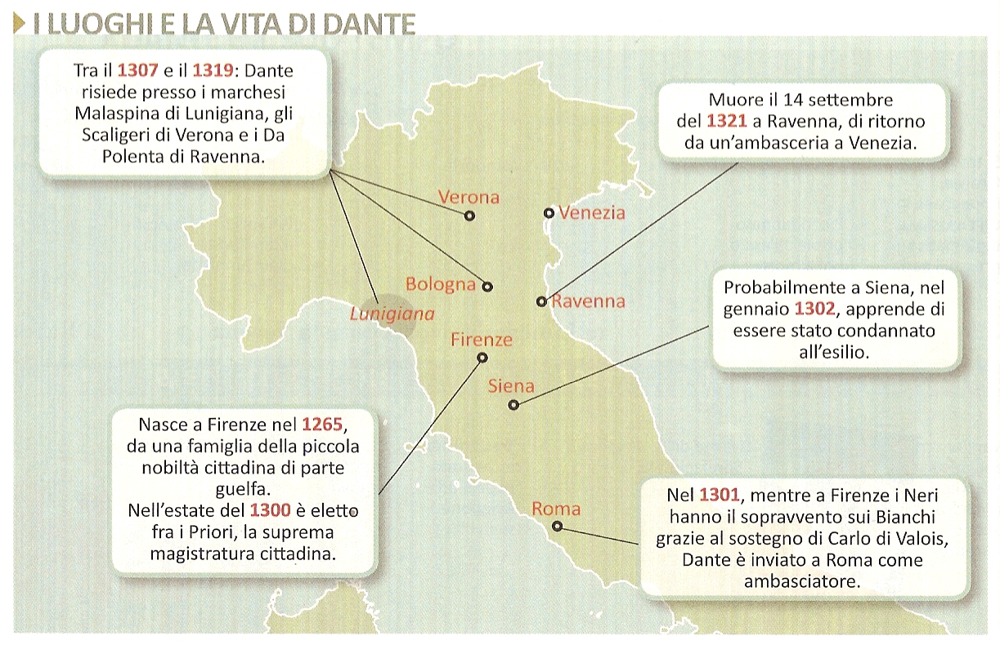 I LUOGHI E LA VITA DI DANTE
Tra il 1307 e il 1319: Dante
risiede presso i marchesi
Malaspina di Lunigiana, gli
Scaligeri di Verona e i Da
Polenta di Ravenna.
Muore il 14 settembre
del 1321 a Ravenna, di ritorno
da un’ambasceria a Venezia.
Verona
Venezia
Bologna
Ravenna
Lunigiana
Firenze
Siena
Probabilmente a Siena, nel
gennaio 1302, apprende di
essere stato condannato
all’esilio.
Nasce a Firenze nel 1265,
da una famiglia della piccola
nobiltà cittadina di parte
guelfa.
Nell’estate del 1300 è eletto
fra i Priori, la suprema
magistratura cittadina.
Roma
Nel 1301, mentre a Firenze i Neri
hanno il sopravvento sui Bianchi
grazie al sostegno di Carlo di Valois,
Dante è inviato a Roma come
ambasciatore.